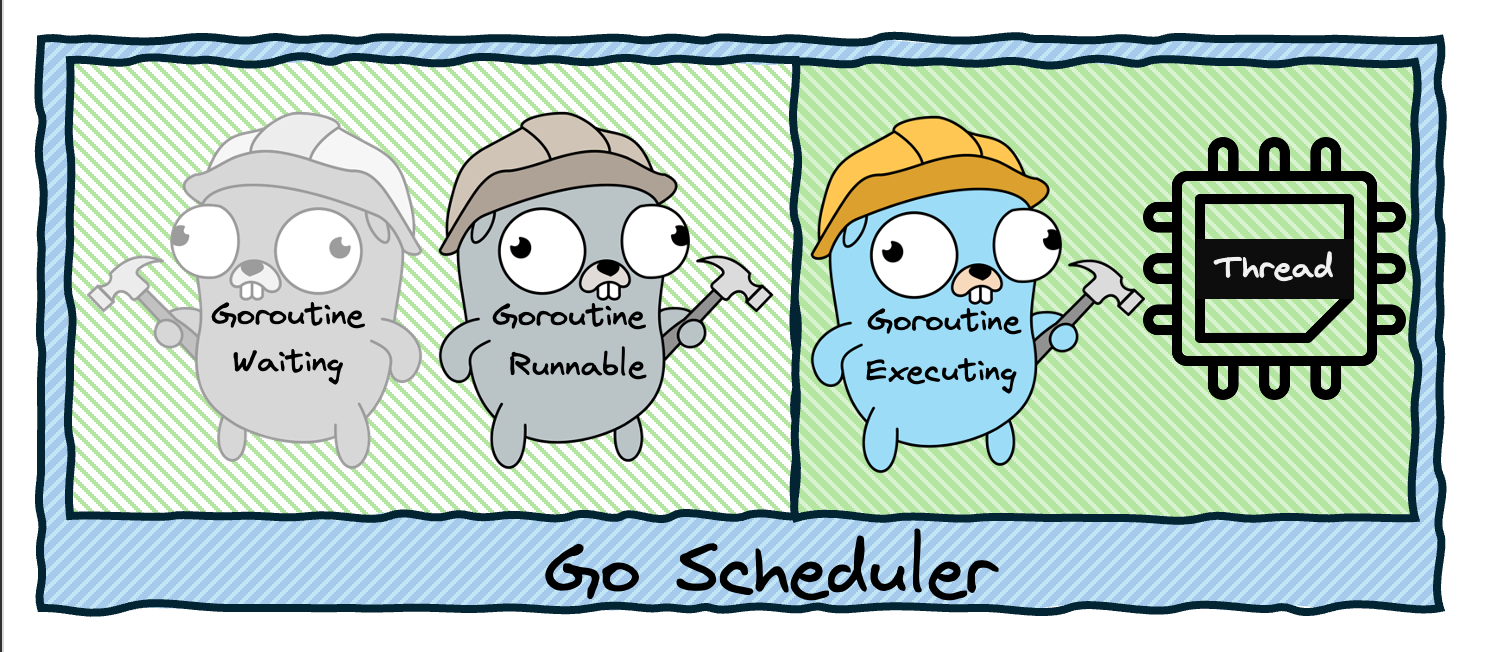 Goroutine
Waiting
Goroutine
Runnable
Goroutine
Executing
Thread
Go Scheduler